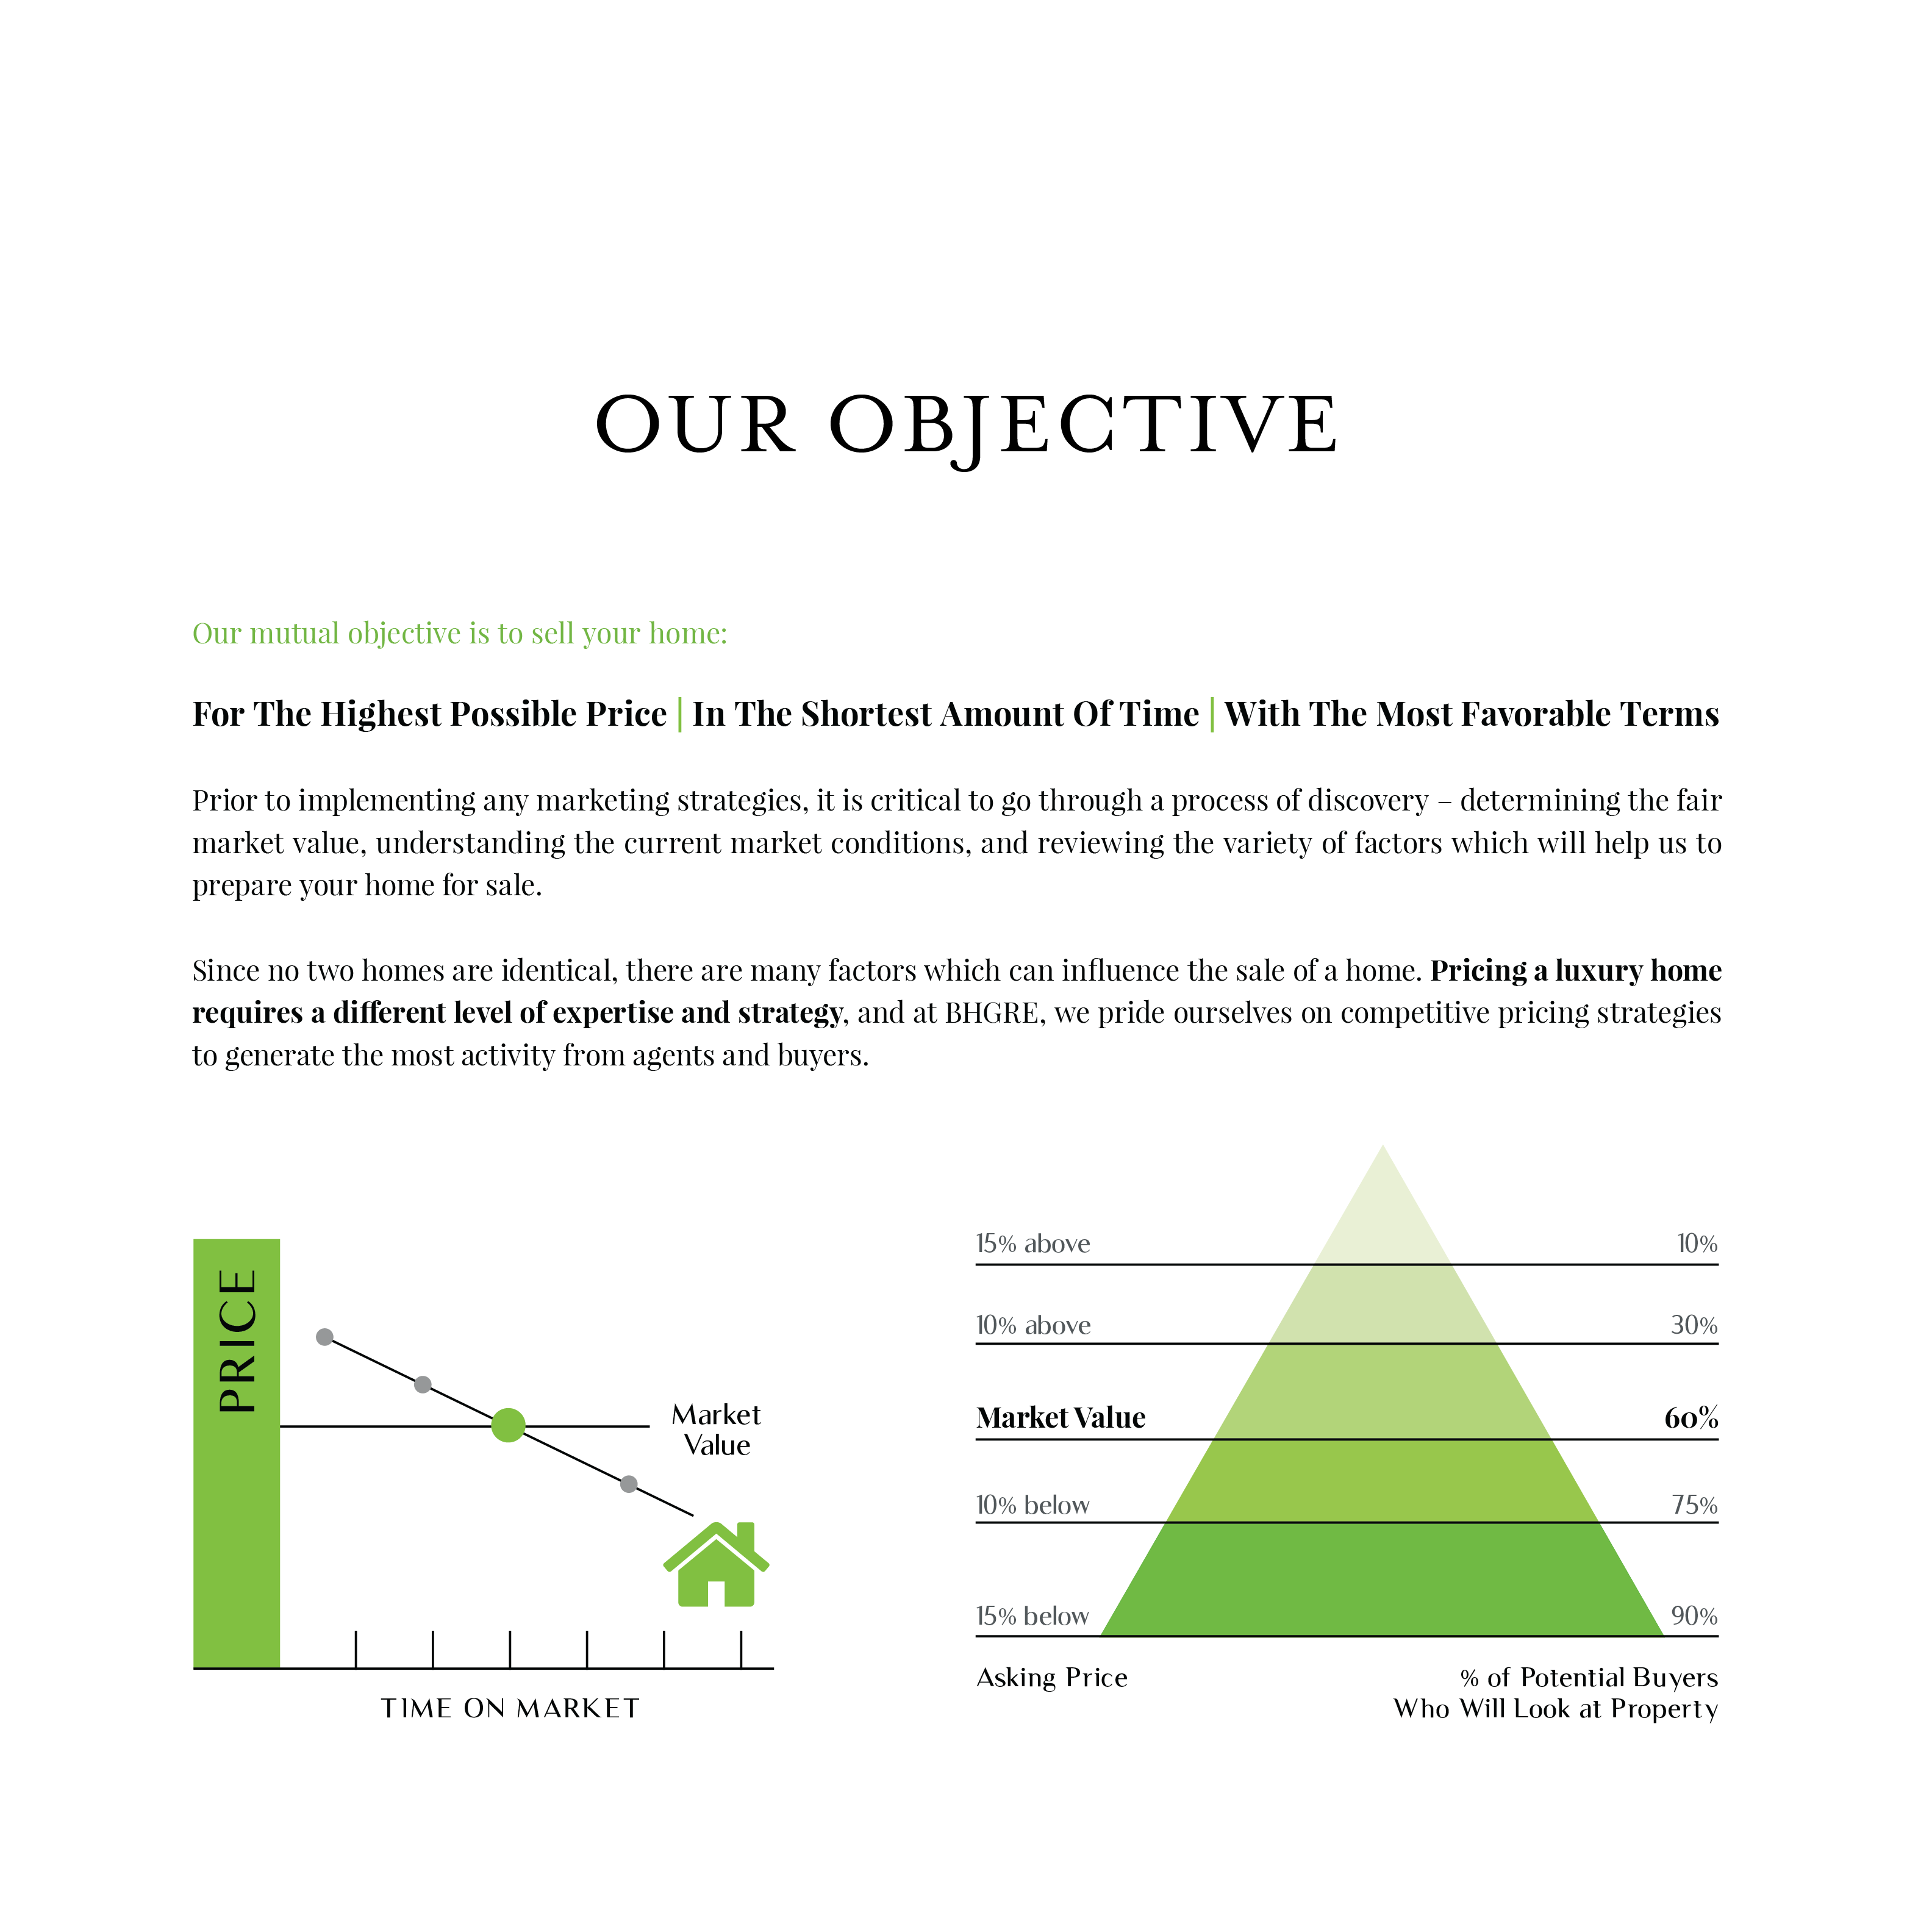 OUR OBJECTIVE
Our mutual objective is to sell your home:
For The Highest Possible Price | In The Shortest Amount Of Time | With The Most Favorable Terms
Prior to implementing any marketing strategies, it is critical to go through a process of discovery – determining the fair
market value, understanding the current market conditions, and reviewing the variety of factors which will help us to
prepare your home for sale.
Since no two homes are identical, there are many factors which can influence the sale of a home. Pricing a luxury home
requires a different level of expertise and strategy, and at BHGRE, we pride ourselves on competitive pricing strategies
to generate the most activity from agents and buyers.
PRICE
Market
Value
TIME ON MARKET
15% above 10%
10% above 30%
Market Value 60%
10% below 75%
15% below 90%
Asking Price
% of Potential Buyers
Who Will Look at Property